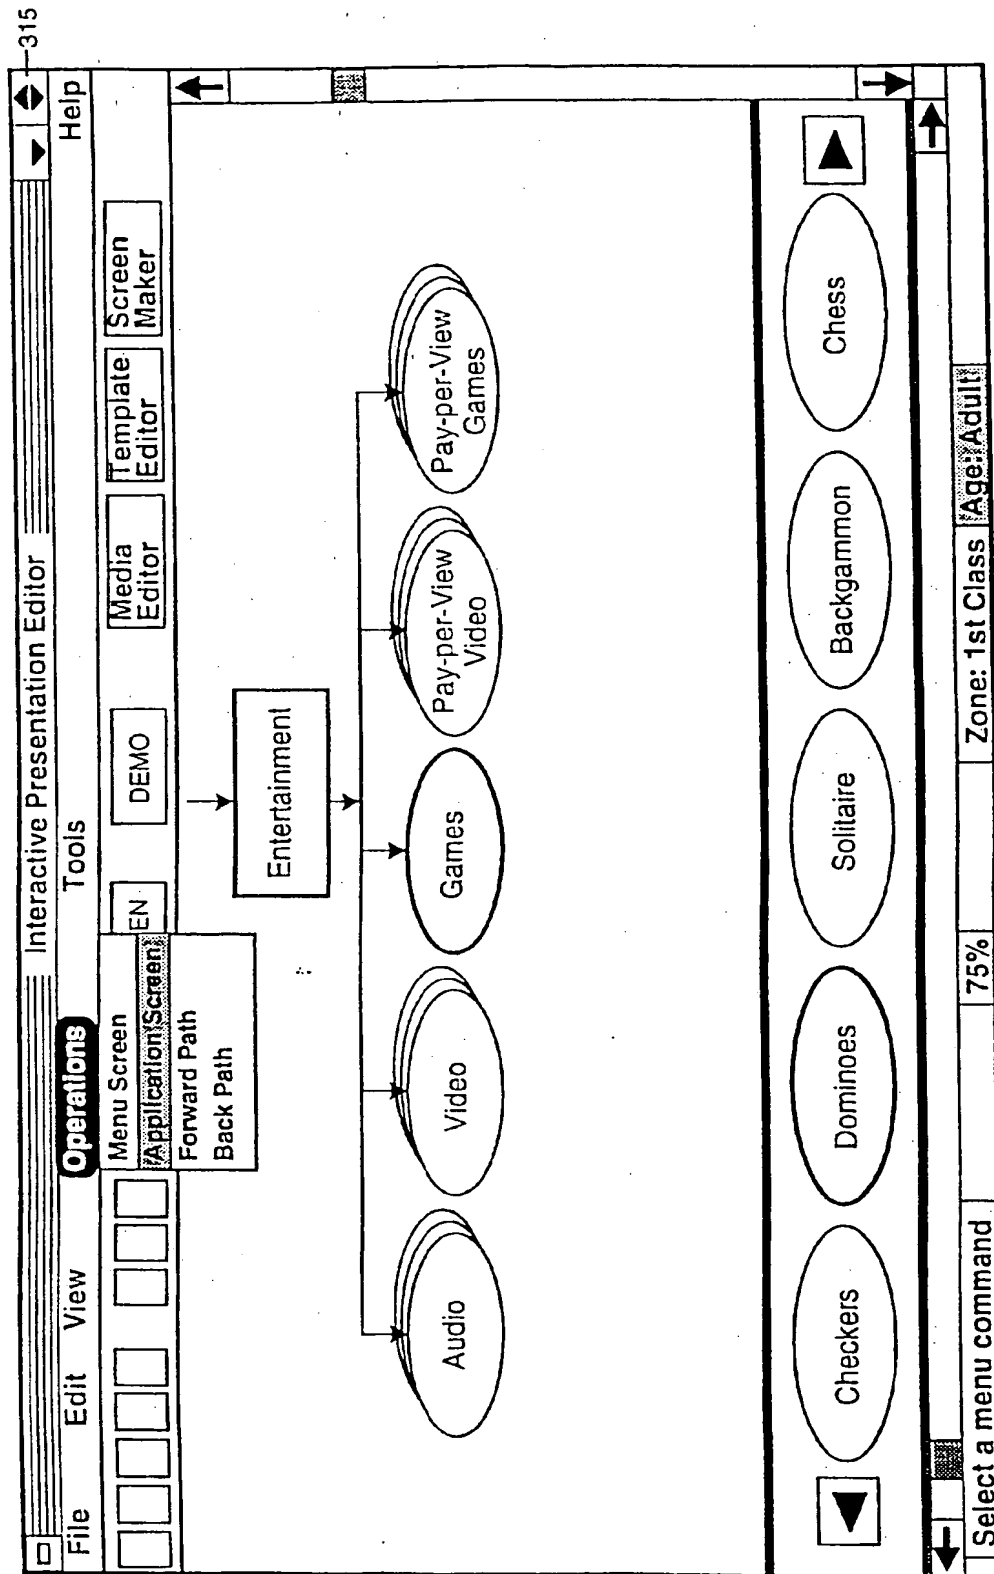 315
Interactive Presentation Editor
File Edit View Operations Tools Help
EN DEMO
Media
Editor
Template
Editor
Screen
Maker
Menu Screen
Application Screen
Forward Path
Back Path
Entertainment
Audio
Video
Games
Pay-per-View
Video
Pay-per-View
Games
Checkers
Dominoes
Solitaire
Backgammon
Chess
Select a menu command 75% Zone: 1st Class Age: Adult